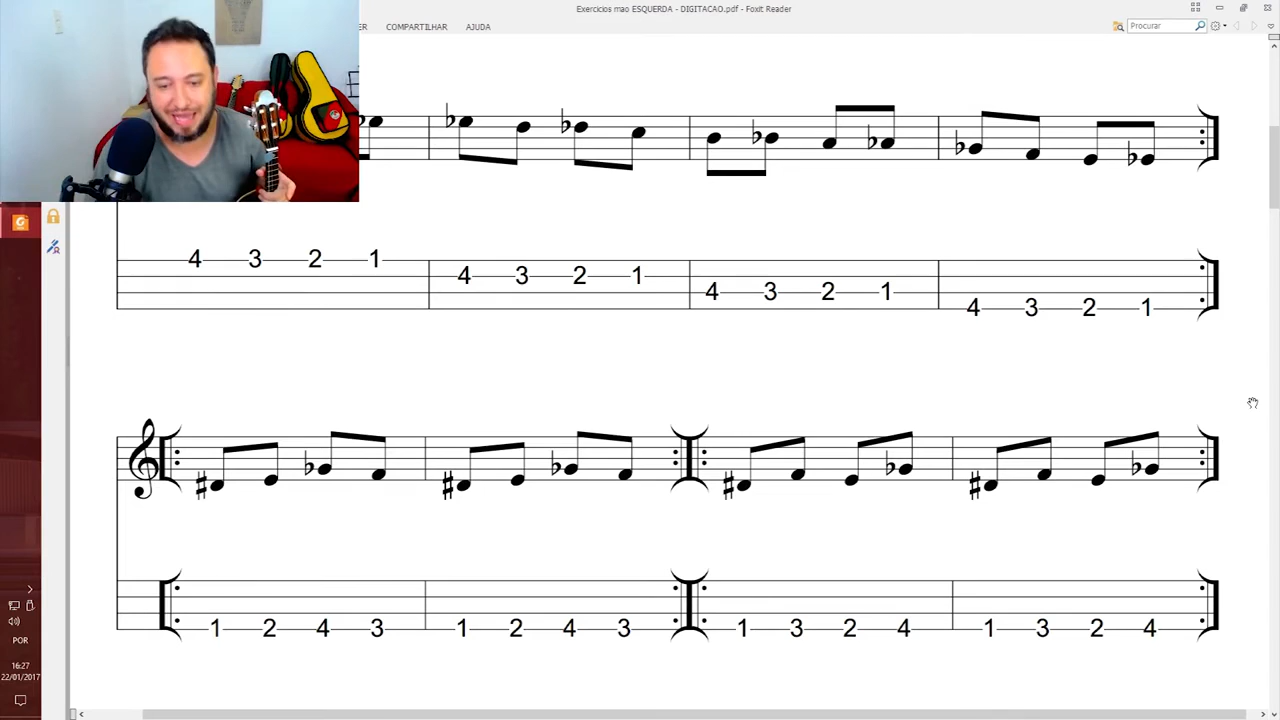 Exercicios mao ESQUERDA - DIGITACAO.pdf - Foxit Reader
COMPARTILHAR AJUDA
Procurar
4 3 2 1
4 3 2 1
4 3 2 1
4 3 2 1
1 2 4 3 1 2 4 3 1 3 2 4 1 3 2 4
POR
16:27
22/01/2017